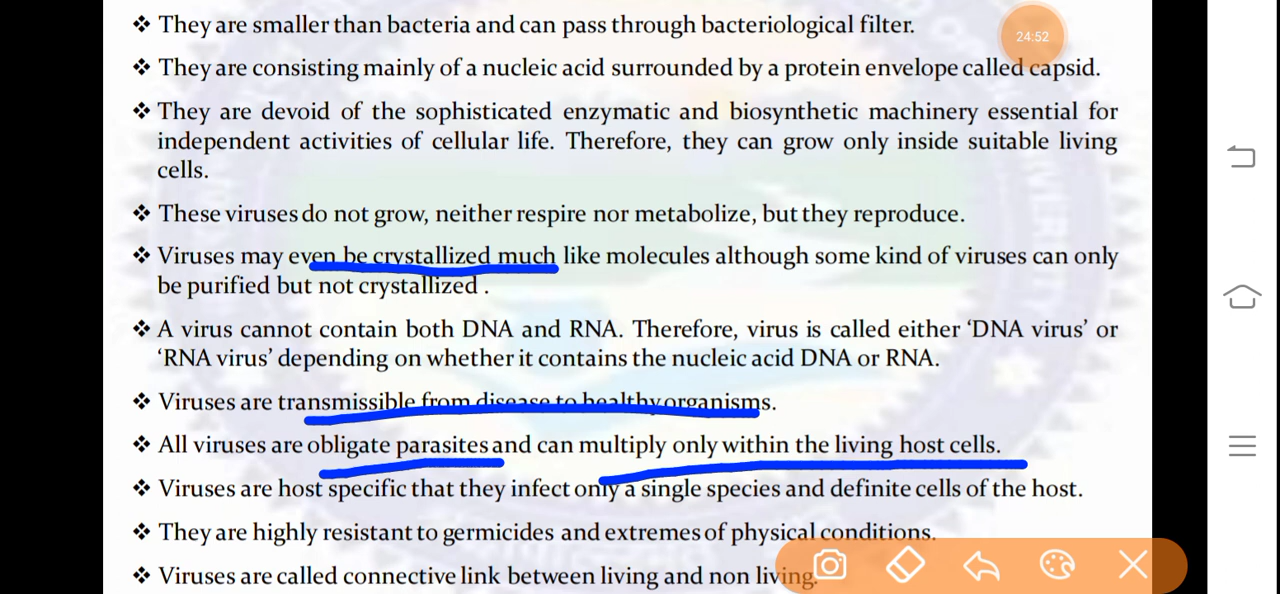 ❖ They are smaller than bacteria and can pass through bacteriological filter.
24:52
❖ They are consisting mainly of a nucleic acid surrounded by a protein envelope called capsid.
❖ They are devoid of the sophisticated enzymatic and biosynthetic machinery essential for
independent activities of cellular life. Therefore, they can grow only inside suitable living
cells.
❖ These viruses do not grow, neither respire nor metabolize, but they reproduce.
❖ Viruses may even be crystallized much like molecules although some kind of viruses can only
be purified but not crystallized .
❖ A virus cannot contain both DNA and RNA. Therefore, virus is called either ‘DNA virus’ or
‘RNA virus’ depending on whether it contains the nucleic acid DNA or RNA.
❖ Viruses are transmissible from disease to healthy organisms.
❖ All viruses are obligate parasites and can multiply only within the living host cells.
❖ Viruses are host specific that they infect only a single species and definite cells of the host.
❖ They are highly resistant to germicides and extremes of physical conditions.
❖ Viruses are called connective link between living and non living.